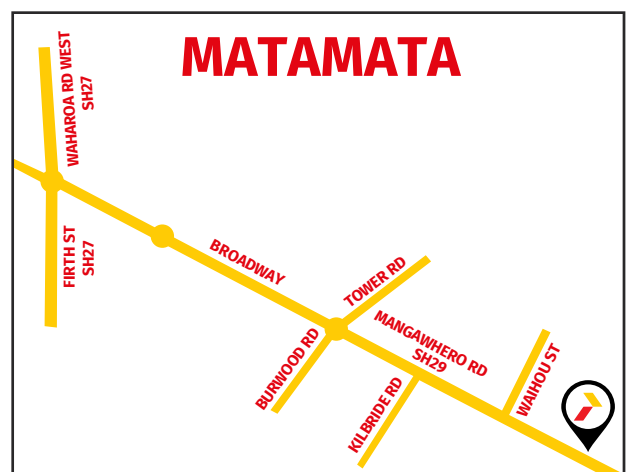 MATAMATA
WAHAROA RD WEST
SH27
FIRTH ST
SH27
BROADWAY
TOWER RD
BURWOOD RD
MANGAWHERO RD
SH29
KILBRIDE RD
WAIHOU ST